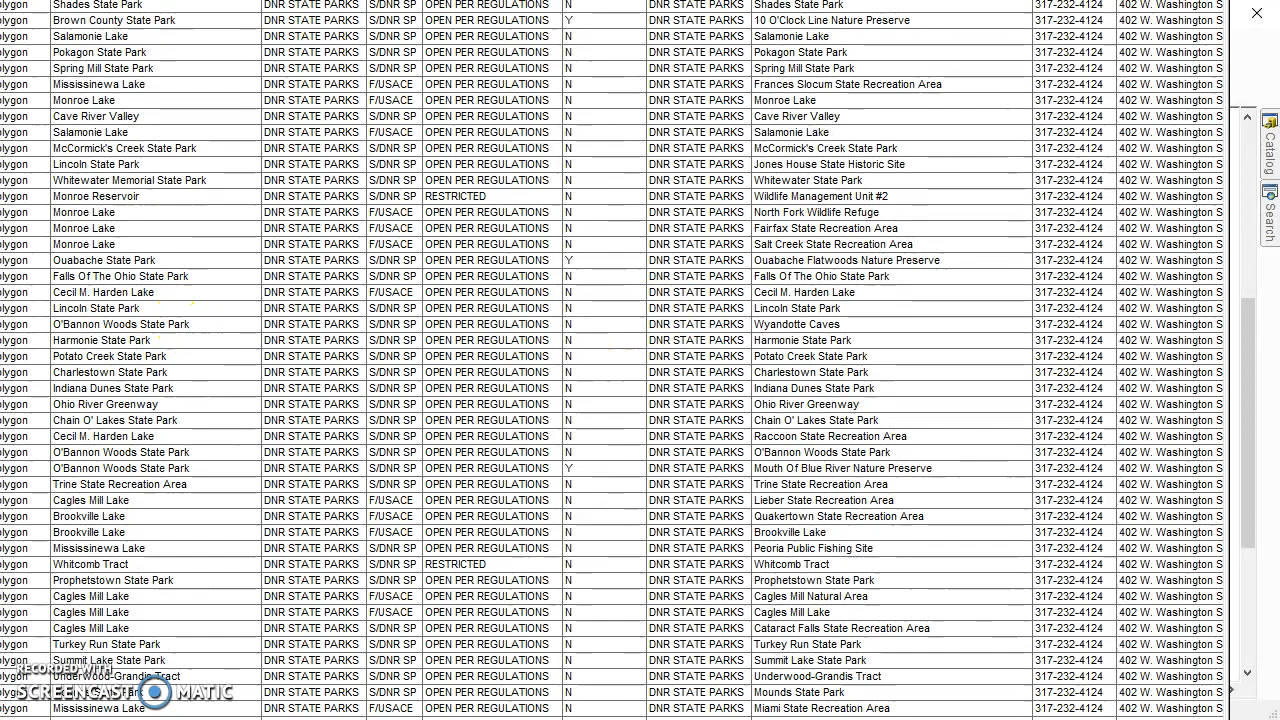 olygon Shades State Park DNR STATE PARKS S/DNR SP OPEN PER REGULATIONS N DNR STATE PARKS Shades State Park 317-232-4124 402 W. Washington S
olygon Brown County State Park DNR STATE PARKS S/DNR SP OPEN PER REGULATIONS Y DNR STATE PARKS 10 O'Clock Line Nature Preserve 317-232-4124 402 W. Washington S
olygon Salamonie Lake DNR STATE PARKS S/DNR SP OPEN PER REGULATIONS N DNR STATE PARKS Salamonie Lake 317-232-4124 402 W. Washington S
olygon Pokagon State Park DNR STATE PARKS S/DNR SP OPEN PER REGULATIONS N DNR STATE PARKS Pokagon State Park 317-232-4124 402 W. Washington S
olygon Spring Mill State Park DNR STATE PARKS S/DNR SP OPEN PER REGULATIONS N DNR STATE PARKS Spring Mill State Park 317-232-4124 402 W. Washington S
olygon Mississinewa Lake DNR STATE PARKS F/USACE OPEN PER REGULATIONS N DNR STATE PARKS Frances Slocum State Recreation Area 317-232-4124 402 W. Washington S
olygon Monroe Lake DNR STATE PARKS F/USACE OPEN PER REGULATIONS N DNR STATE PARKS Monroe Lake 317-232-4124 402 W. Washington S
olygon Cave River Valley DNR STATE PARKS S/DNR SP OPEN PER REGULATIONS N DNR STATE PARKS Cave River Valley 317-232-4124 402 W. Washington S
olygon Salamonie Lake DNR STATE PARKS F/USACE OPEN PER REGULATIONS N DNR STATE PARKS Salamonie Lake 317-232-4124 402 W. Washington S
olygon McCormick's Creek State Park DNR STATE PARKS S/DNR SP OPEN PER REGULATIONS N DNR STATE PARKS McCormick's Creek State Park 317-232-4124 402 W. Washington S
olygon Lincoln State Park DNR STATE PARKS S/DNR SP OPEN PER REGULATIONS N DNR STATE PARKS Jones House State Historic Site 317-232-4124 402 W. Washington S
olygon Whitewater Memorial State Park DNR STATE PARKS S/DNR SP OPEN PER REGULATIONS N DNR STATE PARKS Whitewater State Park 317-232-4124 402 W. Washington S
olygon Monroe Reservoir DNR STATE PARKS S/DNR SP RESTRICTED N DNR STATE PARKS Wildlife Management Unit #2 317-232-4124 402 W. Washington S
olygon Monroe Lake DNR STATE PARKS F/USACE OPEN PER REGULATIONS N DNR STATE PARKS North Fork Wildlife Refuge 317-232-4124 402 W. Washington S
olygon Monroe Lake DNR STATE PARKS F/USACE OPEN PER REGULATIONS N DNR STATE PARKS Fairfax State Recreation Area 317-232-4124 402 W. Washington S
olygon Monroe Lake DNR STATE PARKS F/USACE OPEN PER REGULATIONS N DNR STATE PARKS Salt Creek State Recreation Area 317-232-4124 402 W. Washington S
olygon Ouabache State Park DNR STATE PARKS S/DNR SP OPEN PER REGULATIONS Y DNR STATE PARKS Ouabache Flatwoods Nature Preserve 317-232-4124 402 W. Washington S
olygon Falls Of The Ohio State Park DNR STATE PARKS S/DNR SP OPEN PER REGULATIONS N DNR STATE PARKS Falls Of The Ohio State Park 317-232-4124 402 W. Washington S
olygon Cecil M. Harden Lake DNR STATE PARKS F/USACE OPEN PER REGULATIONS N DNR STATE PARKS Cecil M. Harden Lake 317-232-4124 402 W. Washington S
olygon Lincoln State Park DNR STATE PARKS S/DNR SP OPEN PER REGULATIONS N DNR STATE PARKS Lincoln State Park 317-232-4124 402 W. Washington S
olygon O'Bannon Woods State Park DNR STATE PARKS S/DNR SP OPEN PER REGULATIONS N DNR STATE PARKS Wyandotte Caves 317-232-4124 402 W. Washington S
olygon Harmonie State Park DNR STATE PARKS S/DNR SP OPEN PER REGULATIONS N DNR STATE PARKS Harmonie State Park 317-232-4124 402 W. Washington S
olygon Potato Creek State Park DNR STATE PARKS S/DNR SP OPEN PER REGULATIONS N DNR STATE PARKS Potato Creek State Park 317-232-4124 402 W. Washington S
olygon Charlestown State Park DNR STATE PARKS S/DNR SP OPEN PER REGULATIONS N DNR STATE PARKS Charlestown State Park 317-232-4124 402 W. Washington S
olygon Indiana Dunes State Park DNR STATE PARKS S/DNR SP OPEN PER REGULATIONS N DNR STATE PARKS Indiana Dunes State Park 317-232-4124 402 W. Washington S
olygon Ohio River Greenway DNR STATE PARKS S/DNR SP OPEN PER REGULATIONS N DNR STATE PARKS Ohio River Greenway 317-232-4124 402 W. Washington S
olygon Chain O' Lakes State Park DNR STATE PARKS S/DNR SP OPEN PER REGULATIONS N DNR STATE PARKS Chain O' Lakes State Park 317-232-4124 402 W. Washington S
olygon Cecil M. Harden Lake DNR STATE PARKS S/DNR SP OPEN PER REGULATIONS N DNR STATE PARKS Raccoon State Recreation Area 317-232-4124 402 W. Washington S
olygon O'Bannon Woods State Park DNR STATE PARKS S/DNR SP OPEN PER REGULATIONS N DNR STATE PARKS O'Bannon Woods State Park 317-232-4124 402 W. Washington S
olygon O'Bannon Woods State Park DNR STATE PARKS S/DNR SP OPEN PER REGULATIONS Y DNR STATE PARKS Mouth Of Blue River Nature Preserve 317-232-4124 402 W. Washington S
olygon Trine State Recreation Area DNR STATE PARKS S/DNR SP OPEN PER REGULATIONS N DNR STATE PARKS Trine State Recreation Area 317-232-4124 402 W. Washington S
olygon Cagles Mill Lake DNR STATE PARKS F/USACE OPEN PER REGULATIONS N DNR STATE PARKS Lieber State Recreation Area 317-232-4124 402 W. Washington S
olygon Brookville Lake DNR STATE PARKS F/USACE OPEN PER REGULATIONS N DNR STATE PARKS Quakertown State Recreation Area 317-232-4124 402 W. Washington S
olygon Brookville Lake DNR STATE PARKS F/USACE OPEN PER REGULATIONS N DNR STATE PARKS Brookville Lake 317-232-4124 402 W. Washington S
olygon Mississinewa Lake DNR STATE PARKS S/DNR SP OPEN PER REGULATIONS N DNR STATE PARKS Peoria Public Fishing Site 317-232-4124 402 W. Washington S
olygon Whitcomb Tract DNR STATE PARKS S/DNR SP RESTRICTED N DNR STATE PARKS Whitcomb Tract 317-232-4124 402 W. Washington S
olygon Prophetstown State Park DNR STATE PARKS S/DNR SP OPEN PER REGULATIONS N DNR STATE PARKS Prophetstown State Park 317-232-4124 402 W. Washington S
olygon Cagles Mill Lake DNR STATE PARKS F/USACE OPEN PER REGULATIONS N DNR STATE PARKS Cagles Mill Natural Area 317-232-4124 402 W. Washington S
olygon Cagles Mill Lake DNR STATE PARKS F/USACE OPEN PER REGULATIONS N DNR STATE PARKS Cagles Mill Lake 317-232-4124 402 W. Washington S
olygon Cagles Mill Lake DNR STATE PARKS S/DNR SP OPEN PER REGULATIONS N DNR STATE PARKS Cataract Falls State Recreation Area 317-232-4124 402 W. Washington S
olygon Turkey Run State Park DNR STATE PARKS S/DNR SP OPEN PER REGULATIONS N DNR STATE PARKS Turkey Run State Park 317-232-4124 402 W. Washington S
olygon Summit Lake State Park DNR STATE PARKS S/DNR SP OPEN PER REGULATIONS N DNR STATE PARKS Summit Lake State Park 317-232-4124 402 W. Washington S
olygon Underwood-Grandis Tract DNR STATE PARKS S/DNR SP OPEN PER REGULATIONS N DNR STATE PARKS Underwood-Grandis Tract 317-232-4124 402 W. Washington S
DNR STATE PARKS S/DNR SP OPEN PER REGULATIONS N DNR STATE PARKS Mounds State Park 317-232-4124 402 W. Washington S
olygon Mississinewa Lake DNR STATE PARKS F/USACE OPEN PER REGULATIONS N DNR STATE PARKS Miami State Recreation Area 317-232-4124 402 W. Washington S
Catalog
Search
RECORDED WITH
SCREENCAST MATIC